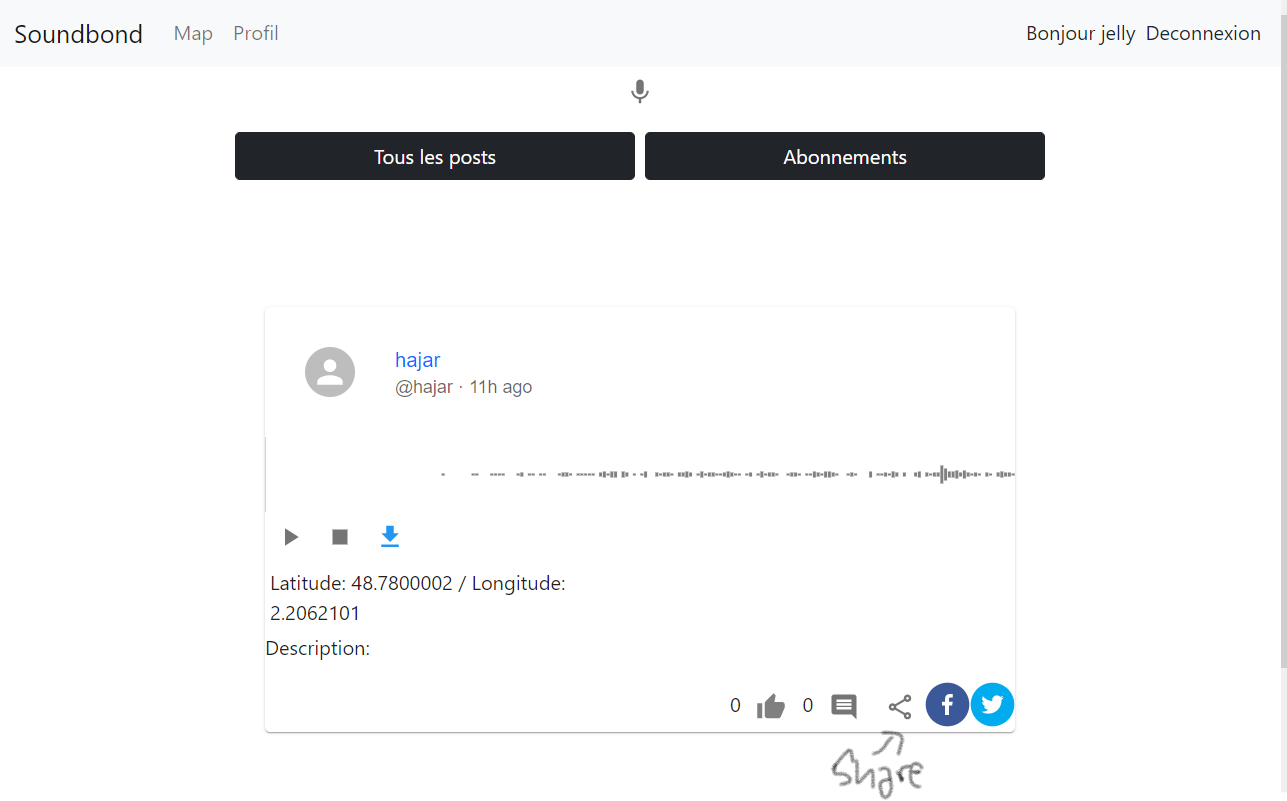 Soundbond Map Profil Bonjour jelly Deconnexion
Tous les posts Abonnements
hajar
@hajar · 11h ago
Latitude: 48.7800002 / Longitude:
2.2062101
Description:
0 0
Share